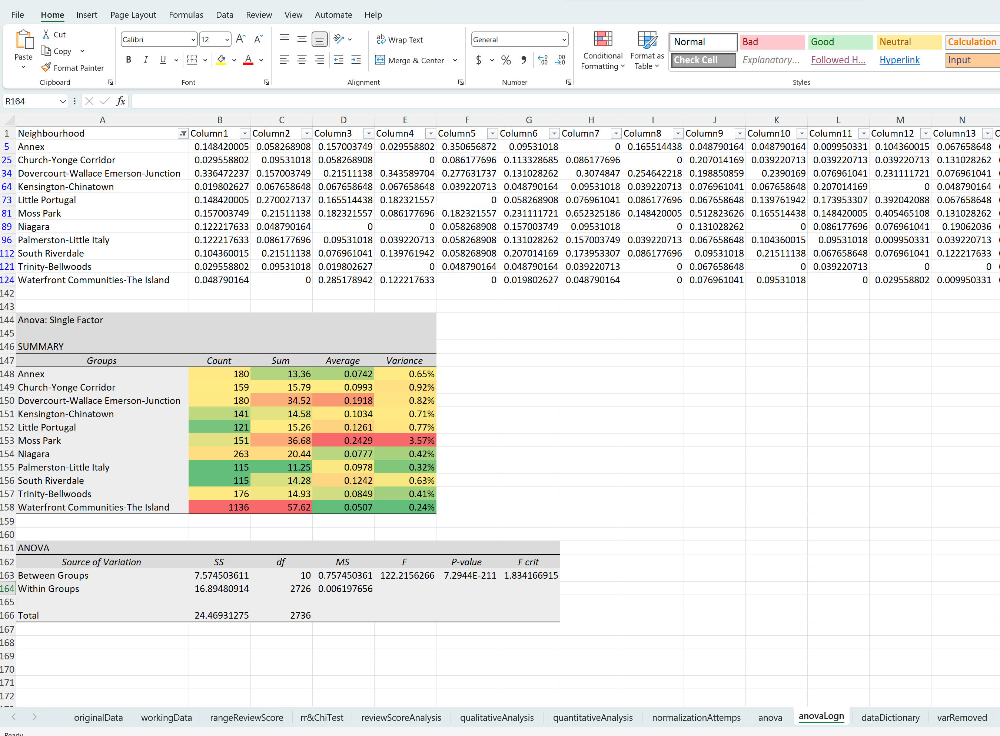 File Home Insert Page Layout Formulas Data Review View Automate Help
Paste Cut Copy Format Painter
Calibri 12
B I U
Wrap Text
Merge & Center
General
$ % 9 .00 .00
Conditional Formatting
Format as Table
Normal Bad Good Neutral Calculation
Check Cell Explanatory... Followed H... Hyperlink Input
Clipboard Font Alignment Number Styles
R164 fx
A B C D E F G H I J K L M N
1 Neighbourhood Column1 Column2 Column3 Column4 Column5 Column6 Column7 Column8 Column9 Column10 Column11 Column12 Column13
5 Annex 0.148420005 0.058268908 0.157003749 0.029558802 0.350656872 0.09531018 0 0.165514438 0.048790164 0.048790164 0.009950331 0.104360015 0.067658648
25 Church-Yonge Corridor 0.029558802 0.09531018 0.058268908 0 0.086177696 0.113328685 0.086177696 0 0.207014169 0.039220713 0.039220713 0.039220713 0.131028262
34 Dovercourt-Wallace Emerson-Junction 0.336472237 0.157003749 0.21511138 0.343589704 0.277631737 0.131028262 0.3074847 0.254642218 0.198850859 0.2390169 0.076961041 0.231111721 0.076961041
64 Kensington-Chinatown 0.019802627 0.067658648 0.067658648 0.067658648 0.039220713 0.048790164 0.09531018 0.039220713 0.076961041 0.067658648 0.207014169 0 0.048790164
73 Little Portugal 0.148420005 0.270027137 0.165514438 0.182321557 0 0.058268908 0.076961041 0.086177696 0.067658648 0.139761942 0.173953307 0.392042088 0.067658648
81 Moss Park 0.157003749 0.21511138 0.182321557 0.086177696 0.182321557 0.231111721 0.652325186 0.148420005 0.512823626 0.165514438 0.148420005 0.405465108 0.131028262
89 Niagara 0.122217633 0.048790164 0 0 0.058268908 0.157003749 0.09531018 0 0.131028262 0 0.086177696 0.076961041 0.19062036
96 Palmerston-Little Italy 0.122217633 0.086177696 0.09531018 0.039220713 0.058268908 0.131028262 0.157003749 0.039220713 0.067658648 0.104360015 0.09531018 0.009950331 0.039220713
112 South Riverdale 0.104360015 0.21511138 0.076961041 0.139761942 0.058268908 0.207014169 0.173953307 0.086177696 0.09531018 0.21511138 0.067658648 0.076961041 0.122217633
121 Trinity-Bellwoods 0.029558802 0.09531018 0.019802627 0 0.048790164 0.048790164 0.039220713 0 0.067658648 0 0.039220713 0 0
124 Waterfront Communities-The Island 0.048790164 0 0.285178942 0.122217633 0 0.019802627 0.048790164 0 0.076961041 0.09531018 0 0.029558802 0.009950331
142
143
144 Anova: Single Factor
145
146 SUMMARY
147 Groups Count Sum Average Variance
148 Annex 180 13.36 0.0742 0.65%
149 Church-Yonge Corridor 159 15.79 0.0993 0.92%
150 Dovercourt-Wallace Emerson-Junction 180 34.52 0.1918 0.82%
151 Kensington-Chinatown 141 14.58 0.1034 0.71%
152 Little Portugal 121 15.26 0.1261 0.77%
153 Moss Park 151 36.68 0.2429 3.57%
154 Niagara 263 20.44 0.0777 0.42%
155 Palmerston-Little Italy 115 11.25 0.0978 0.32%
156 South Riverdale 115 14.28 0.1242 0.63%
157 Trinity-Bellwoods 176 14.93 0.0849 0.41%
158 Waterfront Communities-The Island 1136 57.62 0.0507 0.24%
159
160
161 ANOVA
162 Source of Variation SS df MS F P-value F crit
163 Between Groups 7.574503611 10 0.757450361 122.2156266 7.2944E-211 1.834166915
164 Within Groups 16.89480914 2726 0.006197656
165
166 Total 24.46931275 2736
167
168
169
170
171
172
originalData workingData rangeReviewScore rr&ChiTest reviewScoreAnalysis qualitativeAnalysis quantitativeAnalysis normalizationAttemps anova anovaLogn dataDictionary varRemoved
Ready